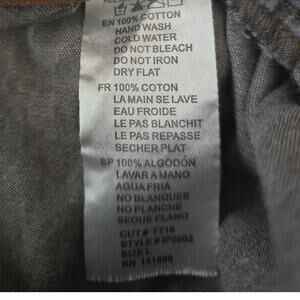 EN 100% COTTON
HAND WASH
COLD WATER
DO NOT BLEACH
DO NOT IRON
DRY FLAT
FR 100% COTON
LA MAIN SE LAVE
EAU FROIDE
LE PAS BLANCHIT
LE PAS REPASSE
SECHER PLAT
SP 100% ALGODÓN
LAVAR A MANO
AGUA FRIA
NO BLANQUEE
NO PLANCHE
SEQUE PLANO
CUT # 7718
STYLE # IP0002
SIZE L
RN 141666